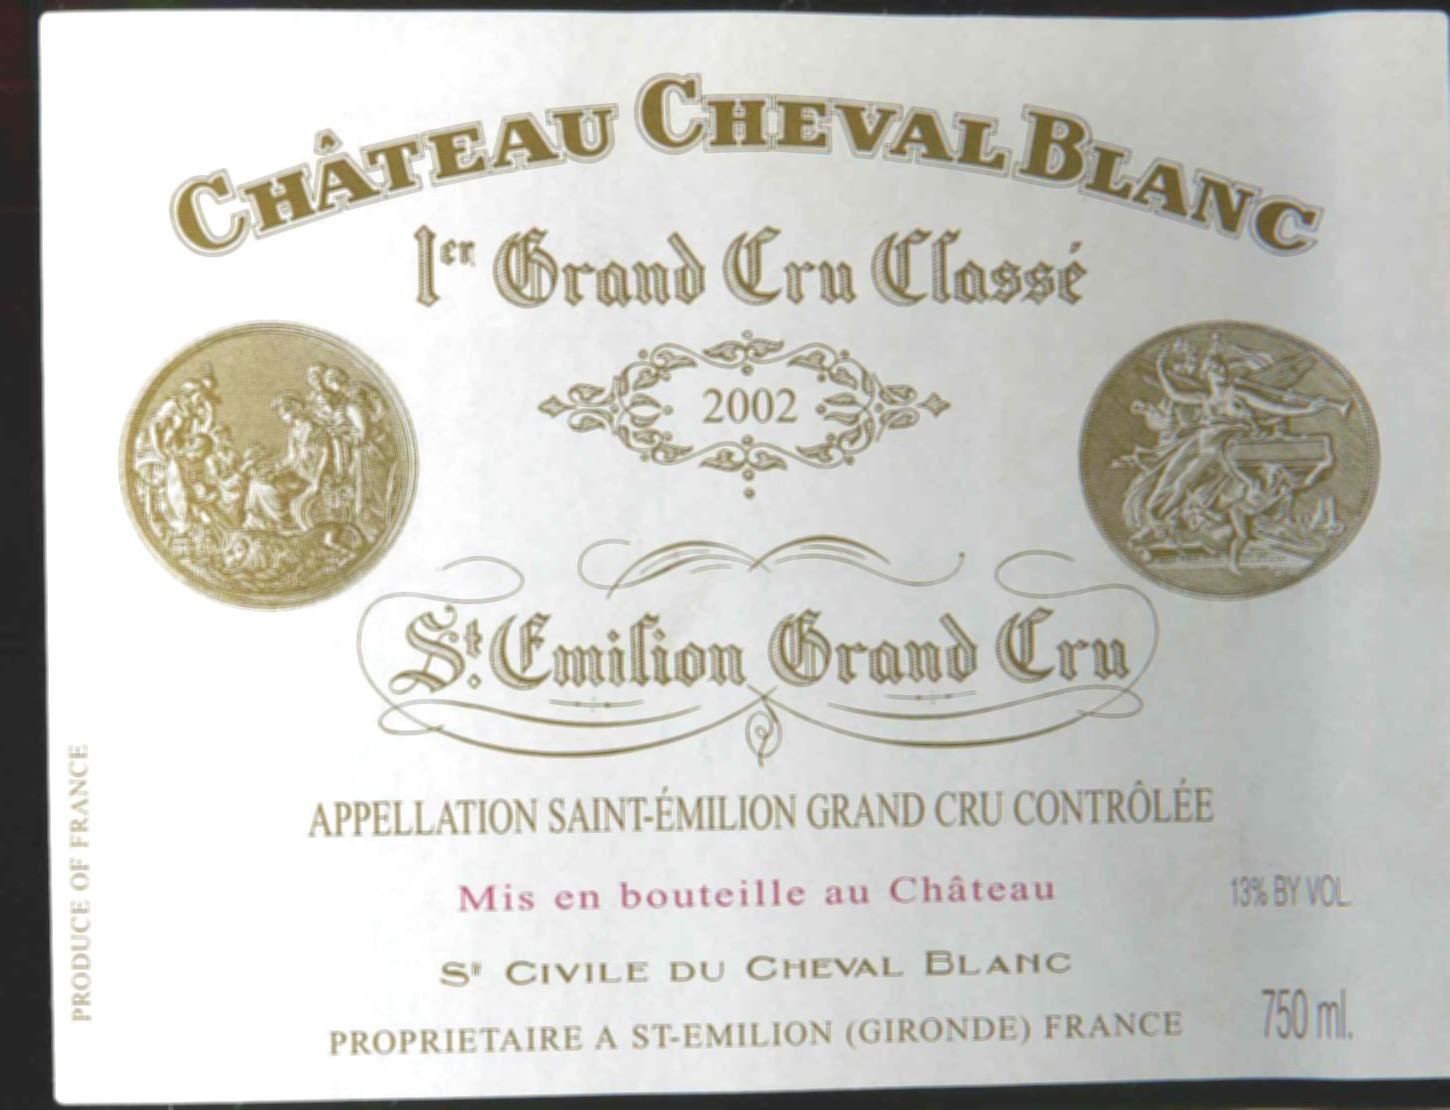 CHÂTEAU CHEVAL BLANC
1er Grand Cru Classé
2002
St. Emilion Grand Cru
APPELLATION SAINT-ÉMILION GRAND CRU CONTRÔLÉE
Mis en bouteille au Château
13% BY VOL.
Sté CIVILE DU CHEVAL BLANC
750 ml.
PROPRIETAIRE A ST-EMILION (GIRONDE) FRANCE
PRODUCE OF FRANCE